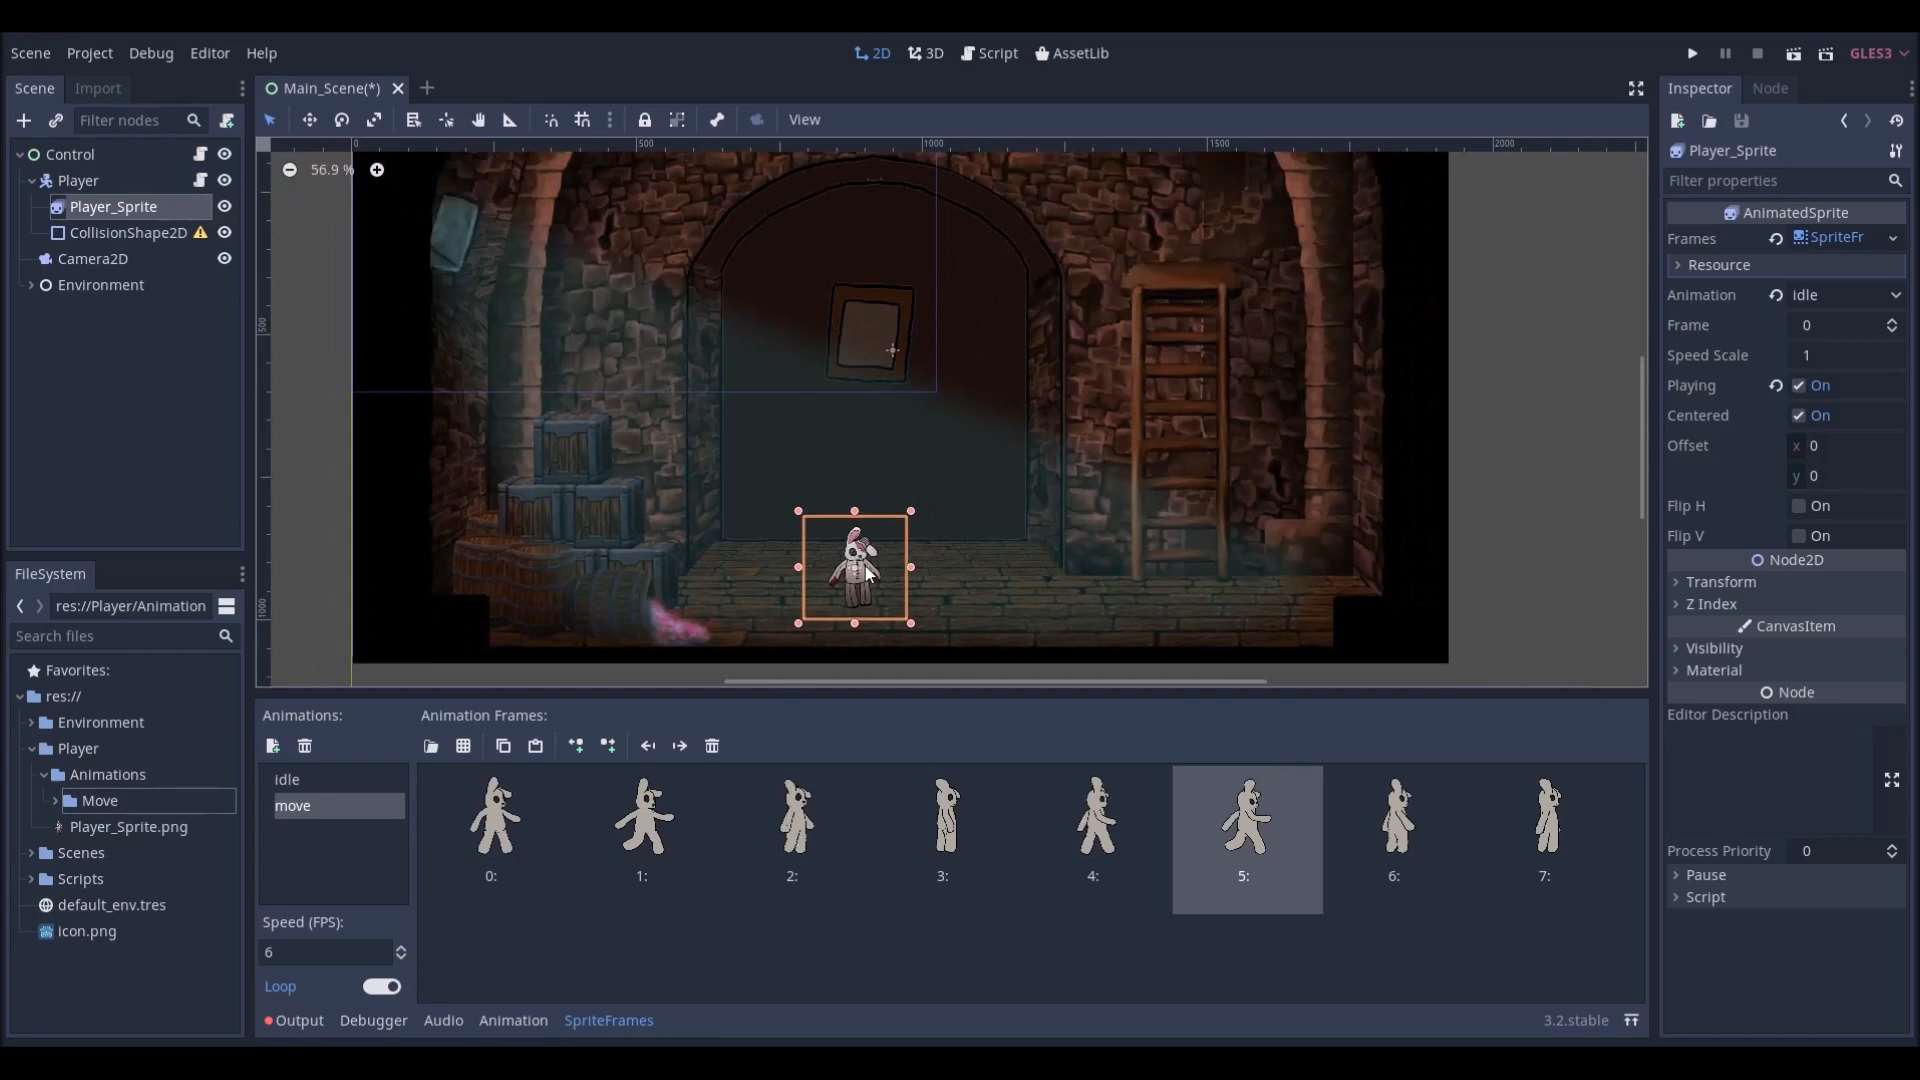 Scene Project Debug Editor Help
2D 3D Script AssetLib
GLES3
Scene Import
Filter nodes
Control
Player
Player_Sprite
CollisionShape2D
Camera2D
Environment
FileSystem
res://Player/Animation
Search files
Favorites:
res://
Environment
Player
Animations
Move
Player_Sprite.png
Scenes
Scripts
default_env.tres
icon.png
Main_Scene(*)
View
0 500 1000 1500 2000
500
1000
56.9 %
Animations:
idle
move
Speed (FPS):
6
Loop
Animation Frames:
0: 1: 2: 3: 4: 5: 6: 7:
Output Debugger Audio Animation SpriteFrames
3.2.stable
Inspector Node
Player_Sprite
Filter properties
AnimatedSprite
Frames SpriteFr
Resource
Animation idle
Frame 0
Speed Scale 1
Playing On
Centered On
Offset x 0
y 0
Flip H On
Flip V On
Node2D
Transform
Z Index
CanvasItem
Visibility
Material
Node
Editor Description
Process Priority 0
Pause
Script